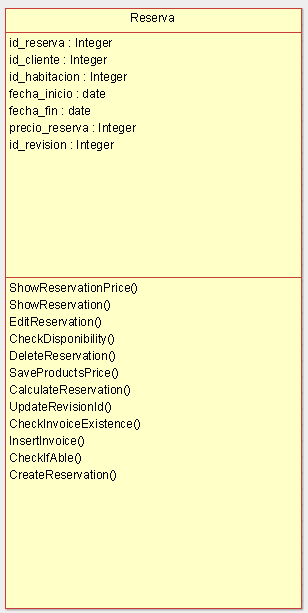 Reserva
id_reserva : Integer
id_cliente : Integer
id_habitacion : Integer
fecha_inicio : date
fecha_fin : date
precio_reserva : Integer
id_revision : Integer
ShowReservationPrice()
ShowReservation()
EditReservation()
CheckDisponibility()
DeleteReservation()
SaveProductsPrice()
CalculateReservation()
UpdateRevisionId()
CheckInvoiceExistence()
InsertInvoice()
CheckIfAble()
CreateReservation()